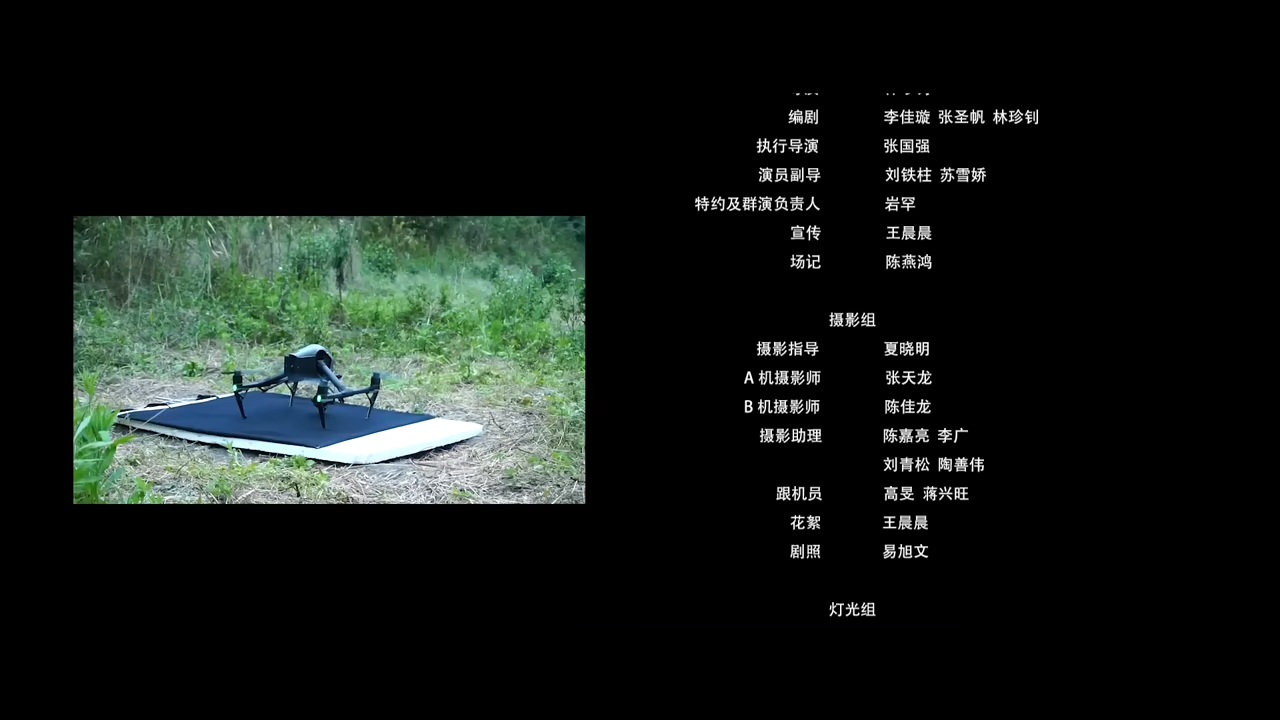 编剧 李佳璇 张圣帆 林珍钊
执行导演 张国强
演员副导 刘铁柱 苏雪娇
特约及群演负责人 岩罕
宣传 王晨晨
场记 陈燕鸿
摄影组
摄影指导 夏晓明
A 机摄影师 张天龙
B 机摄影师 陈佳龙
摄影助理 陈嘉亮 李广
刘青松 陶善伟
跟机员 高旻 蒋兴旺
花絮 王晨晨
剧照 易旭文
灯光组